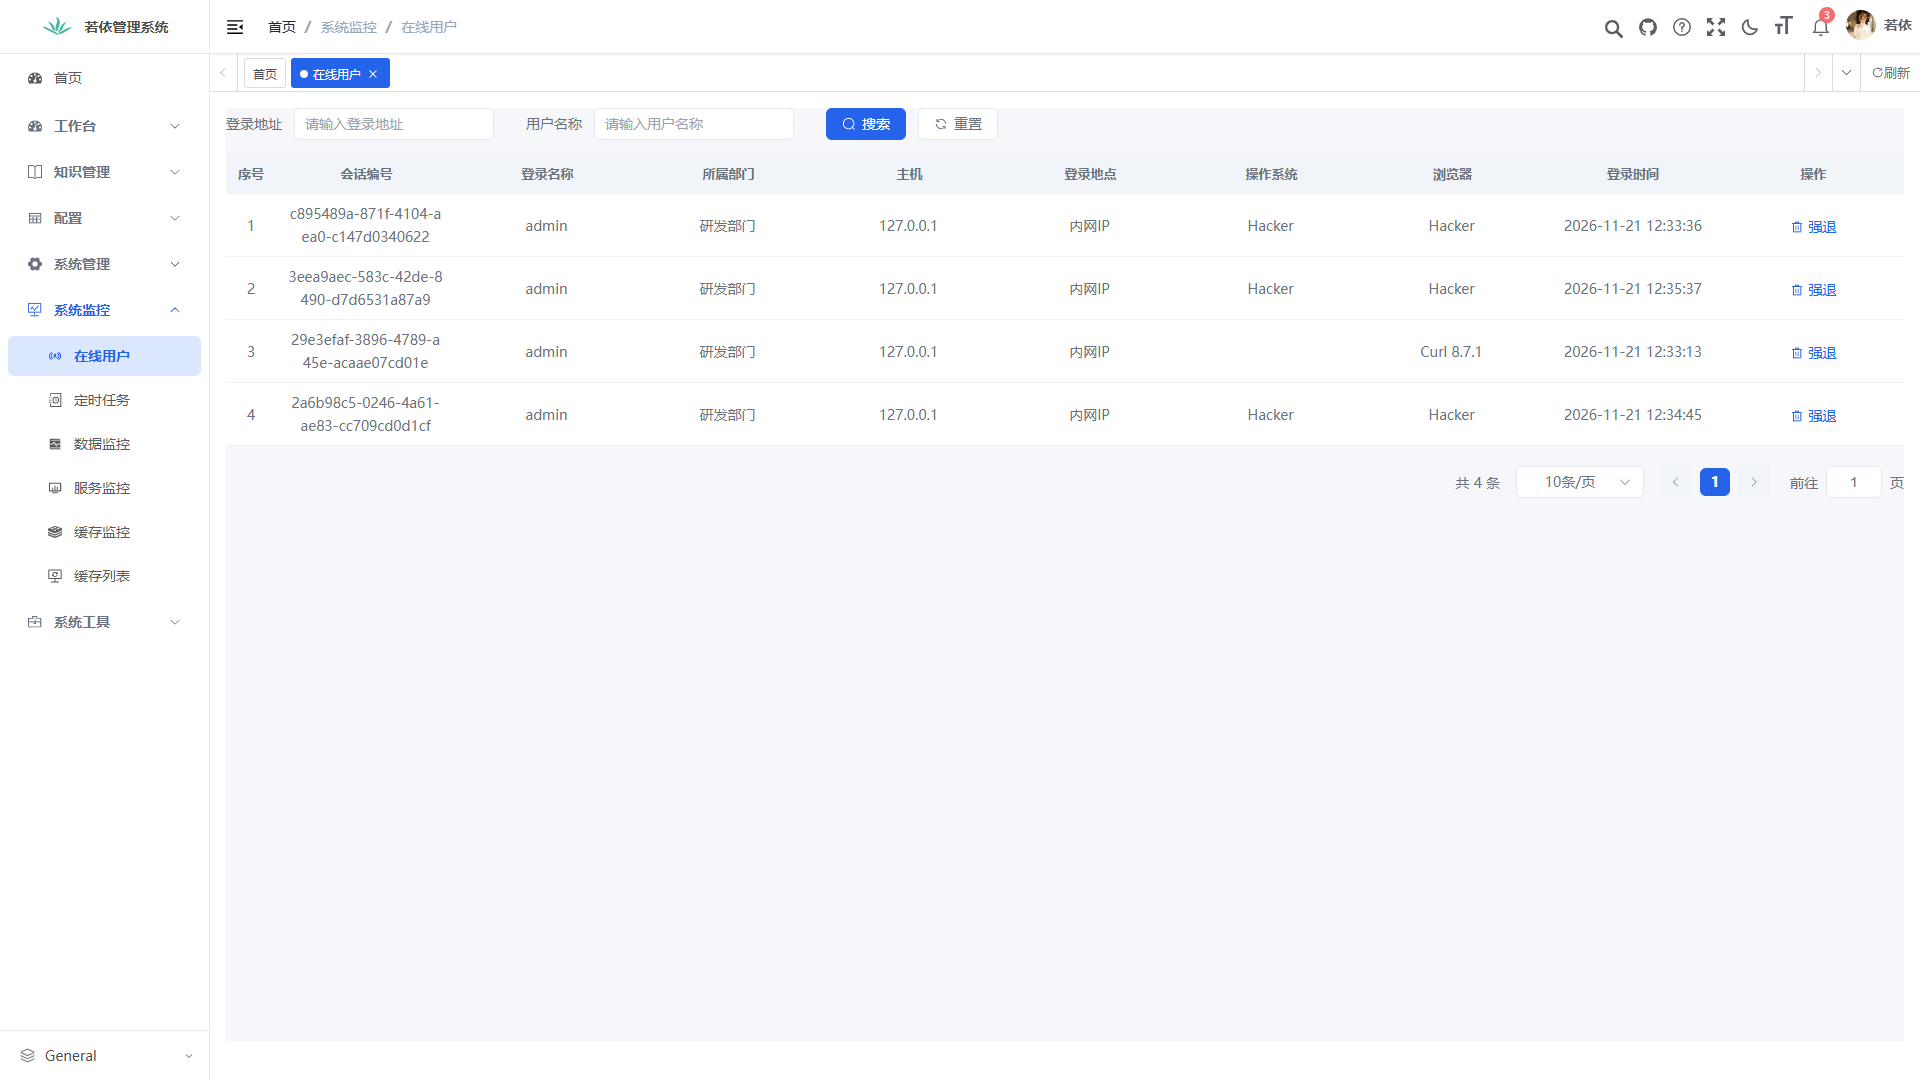 若依管理系统
首页 / 系统监控 / 在线用户
3
若依
首页
工作台
知识管理
配置
系统管理
系统监控
在线用户
定时任务
数据监控
服务监控
缓存监控
缓存列表
系统工具
General
首页
在线用户
刷新
登录地址 请输入登录地址 用户名称 请输入用户名称 搜索 重置
序号 会话编号 登录名称 所属部门 主机 登录地点 操作系统 浏览器 登录时间 操作
1 c895489a-871f-4104-a admin 研发部门 127.0.0.1 内网IP Hacker Hacker 2026-11-21 12:33:36 强退
ea0-c147d0340622
2 3eea9aec-583c-42de-8 admin 研发部门 127.0.0.1 内网IP Hacker Hacker 2026-11-21 12:35:37 强退
490-d7d6531a87a9
3 29e3efaf-3896-4789-a admin 研发部门 127.0.0.1 内网IP Curl 8.7.1 2026-11-21 12:33:13 强退
45e-acaae07cd01e
4 2a6b98c5-0246-4a61- admin 研发部门 127.0.0.1 内网IP Hacker Hacker 2026-11-21 12:34:45 强退
ae83-cc709cd0d1cf
共 4 条 10条/页 1 前往 1 页